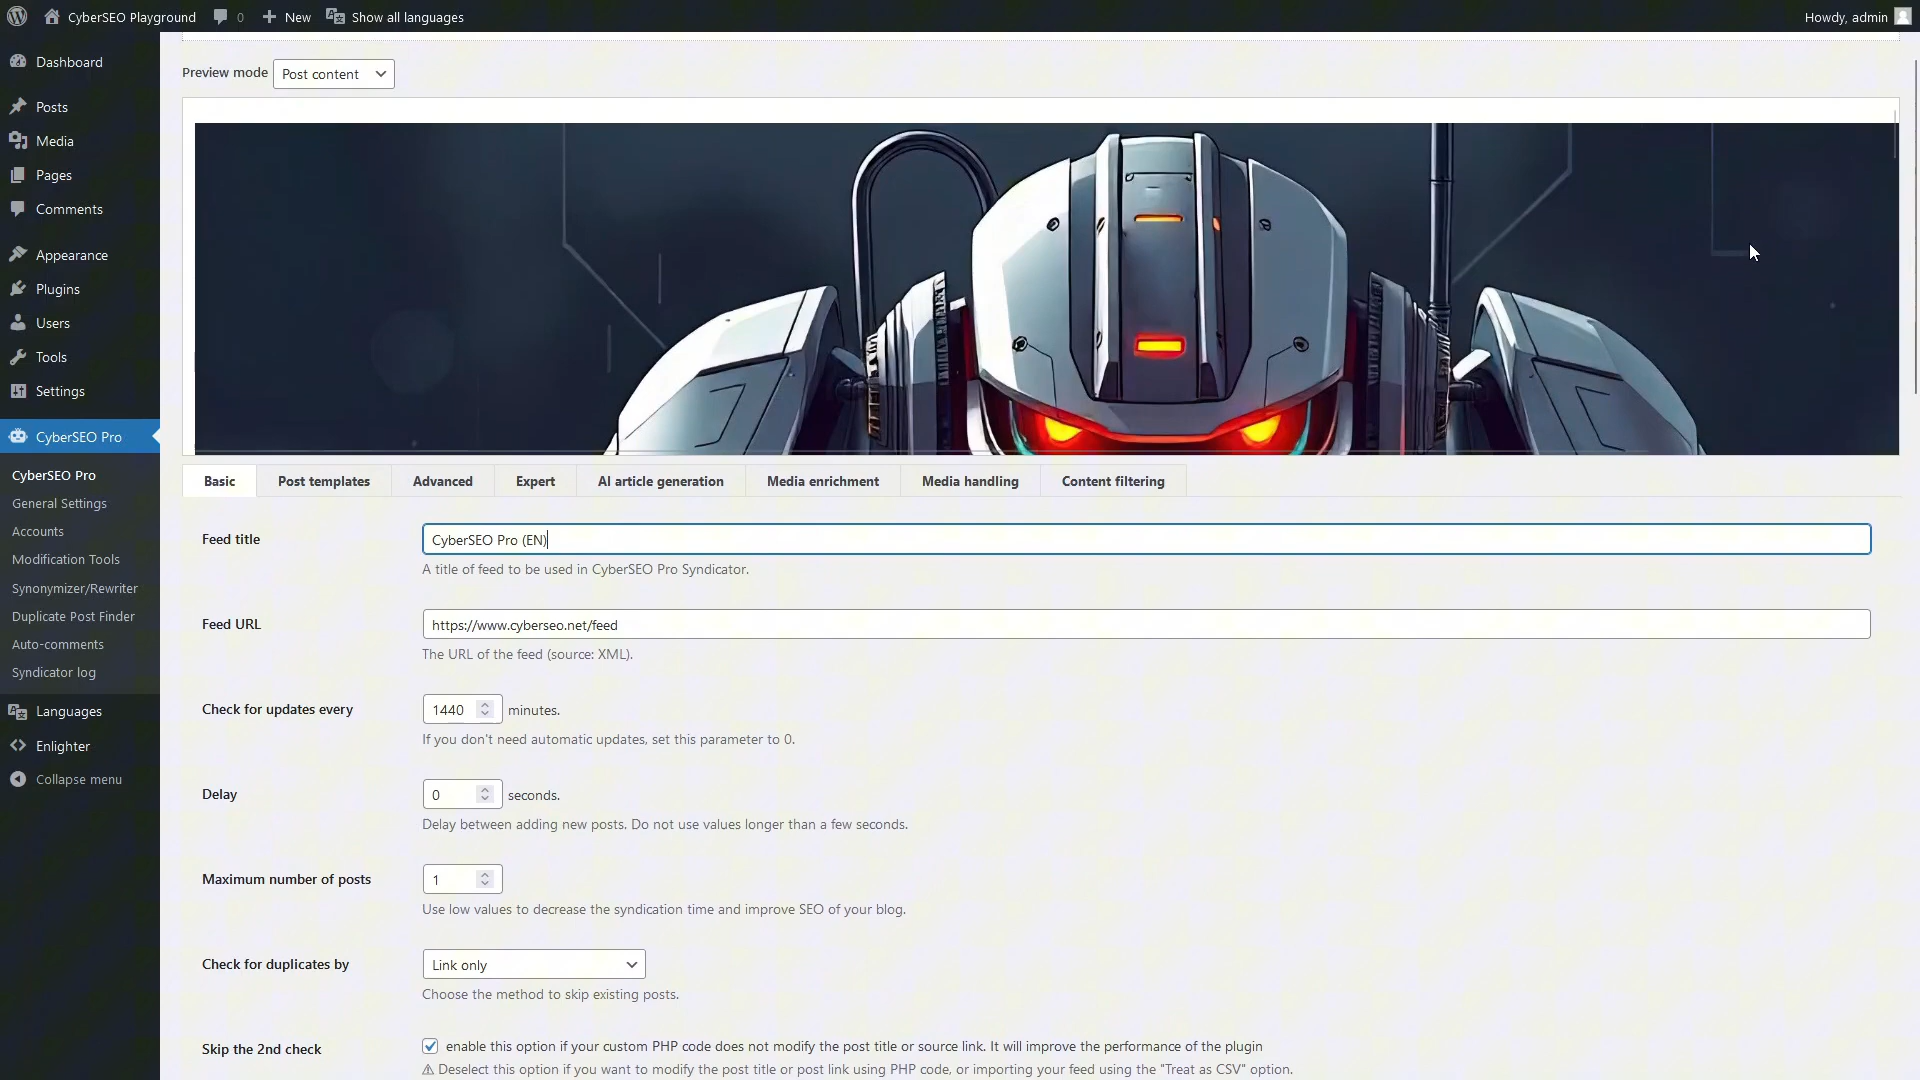 CyberSEO Playground 0 New Show all languages Howdy, admin
Dashboard
Posts
Media
Pages
Comments
Appearance
Plugins
Users
Tools
Settings
CyberSEO Pro
CyberSEO Pro
General Settings
Accounts
Modification Tools
Synonymizer/Rewriter
Duplicate Post Finder
Auto-comments
Syndicator log
Languages
Enlighter
Collapse menu
Preview mode Post content
Basic Post templates Advanced Expert AI article generation Media enrichment Media handling Content filtering
Feed title CyberSEO Pro (EN)
A title of feed to be used in CyberSEO Pro Syndicator.
Feed URL https://www.cyberseo.net/feed
The URL of the feed (source: XML).
Check for updates every 1440 minutes.
If you don't need automatic updates, set this parameter to 0.
Delay 0 seconds.
Delay between adding new posts. Do not use values longer than a few seconds.
Maximum number of posts 1
Use low values to decrease the syndication time and improve SEO of your blog.
Check for duplicates by Link only
Choose the method to skip existing posts.
Skip the 2nd check enable this option if your custom PHP code does not modify the post title or source link. It will improve the performance of the plugin
⚠ Deselect this option if you want to modify the post title or post link using PHP code, or importing your feed using the "Treat as CSV" option.